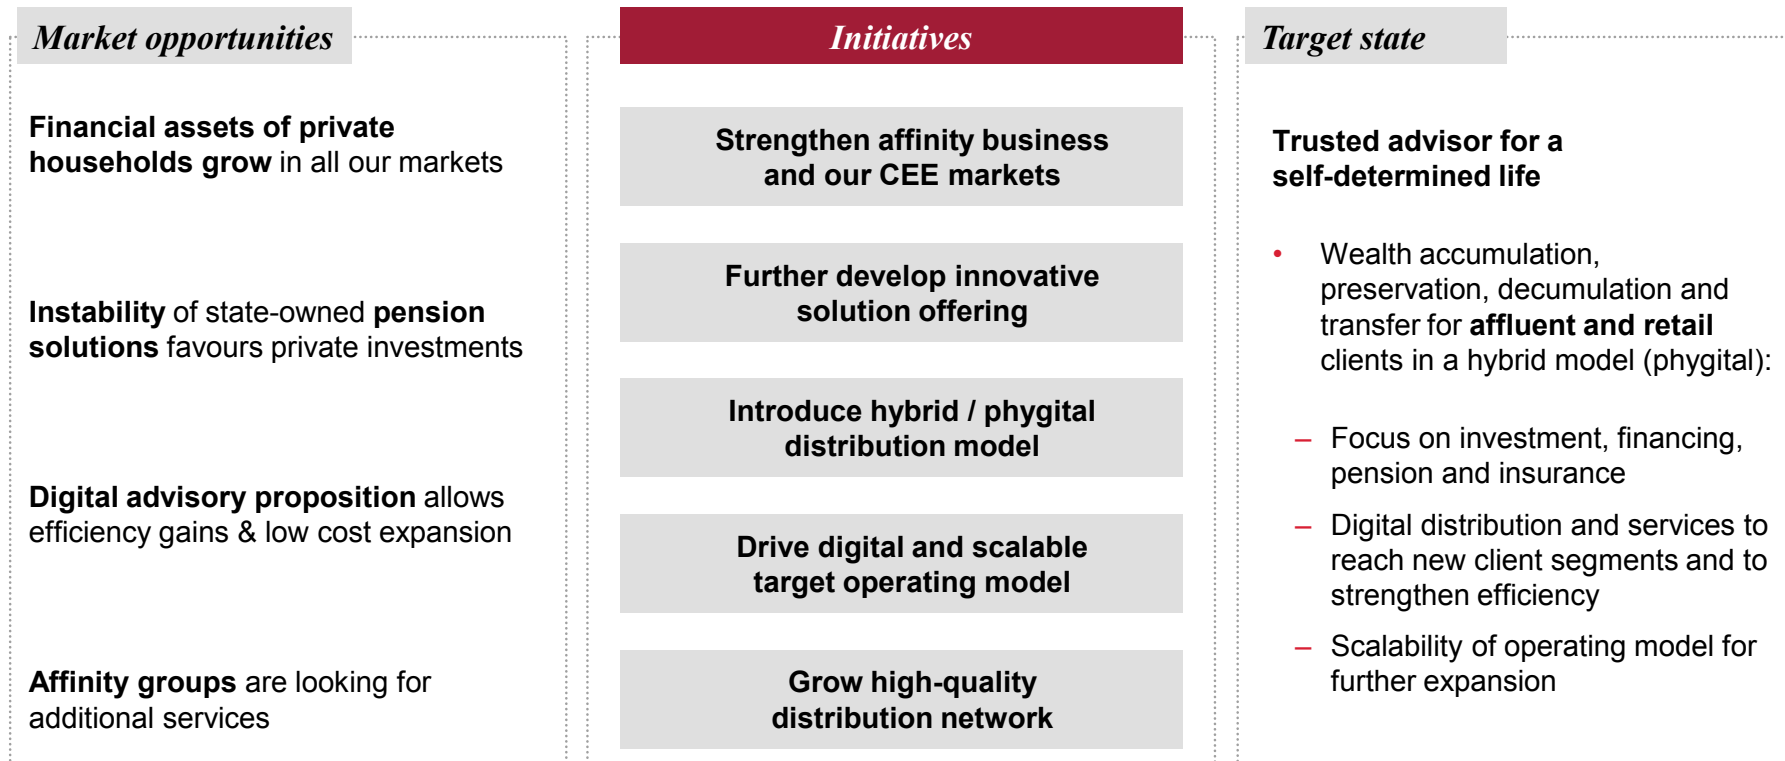 Market opportunities
Financial assets of private
households grow in all our markets
Instability of state-owned pension
solutions favours private investments
Digital advisory proposition allows
efficiency gains & low cost expansion
Affinity groups are looking for
additional services
Initiatives
Strengthen affinity business
and our CEE markets
Further develop innovative
solution offering
Introduce hybrid / phygital
distribution model
Drive digital and scalable
target operating model
Grow high-quality
distribution network
Target state
Trusted advisor for a
self-determined life
• Wealth accumulation,
preservation, decumulation and
transfer for affluent and retail
clients in a hybrid model (phygital):
– Focus on investment, financing,
pension and insurance
– Digital distribution and services to
reach new client segments and to
strengthen efficiency
– Scalability of operating model for
further expansion